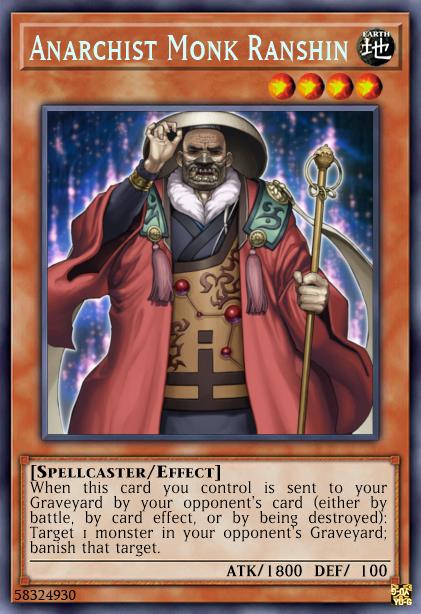 Anarchist Monk Ranshin
EARTH
地
[Spellcaster/Effect]
When this card you control is sent to your
Graveyard by your opponent's card (either by
battle, by card effect, or by being destroyed):
Target 1 monster in your opponent's Graveyard;
banish that target.
ATK/1800 DEF/ 100
58324930